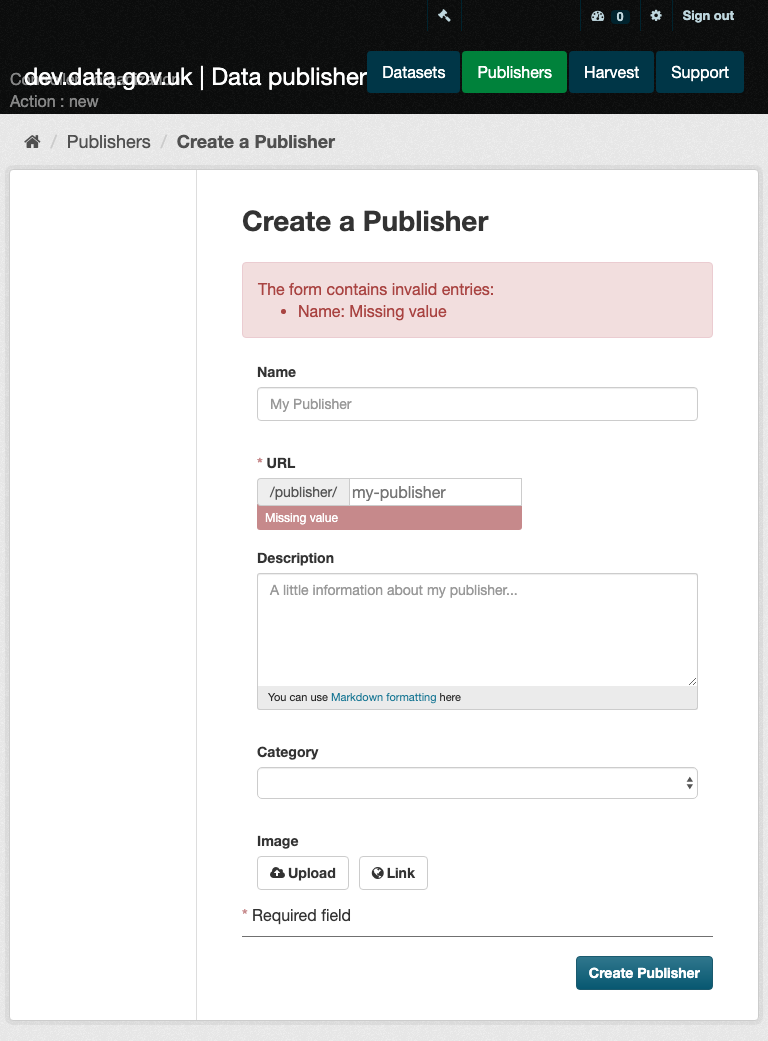 0 Sign out
dev.data.gov.uk | Data publisher Datasets Publishers Harvest Support
Controller : organization
Action : new
/ Publishers / Create a Publisher
Create a Publisher
The form contains invalid entries:
• Name: Missing value
Name
My Publisher
* URL
/publisher/ my-publisher
Missing value
Description
A little information about my publisher...
You can use Markdown formatting here
Category
Image
Upload Link
* Required field
Create Publisher